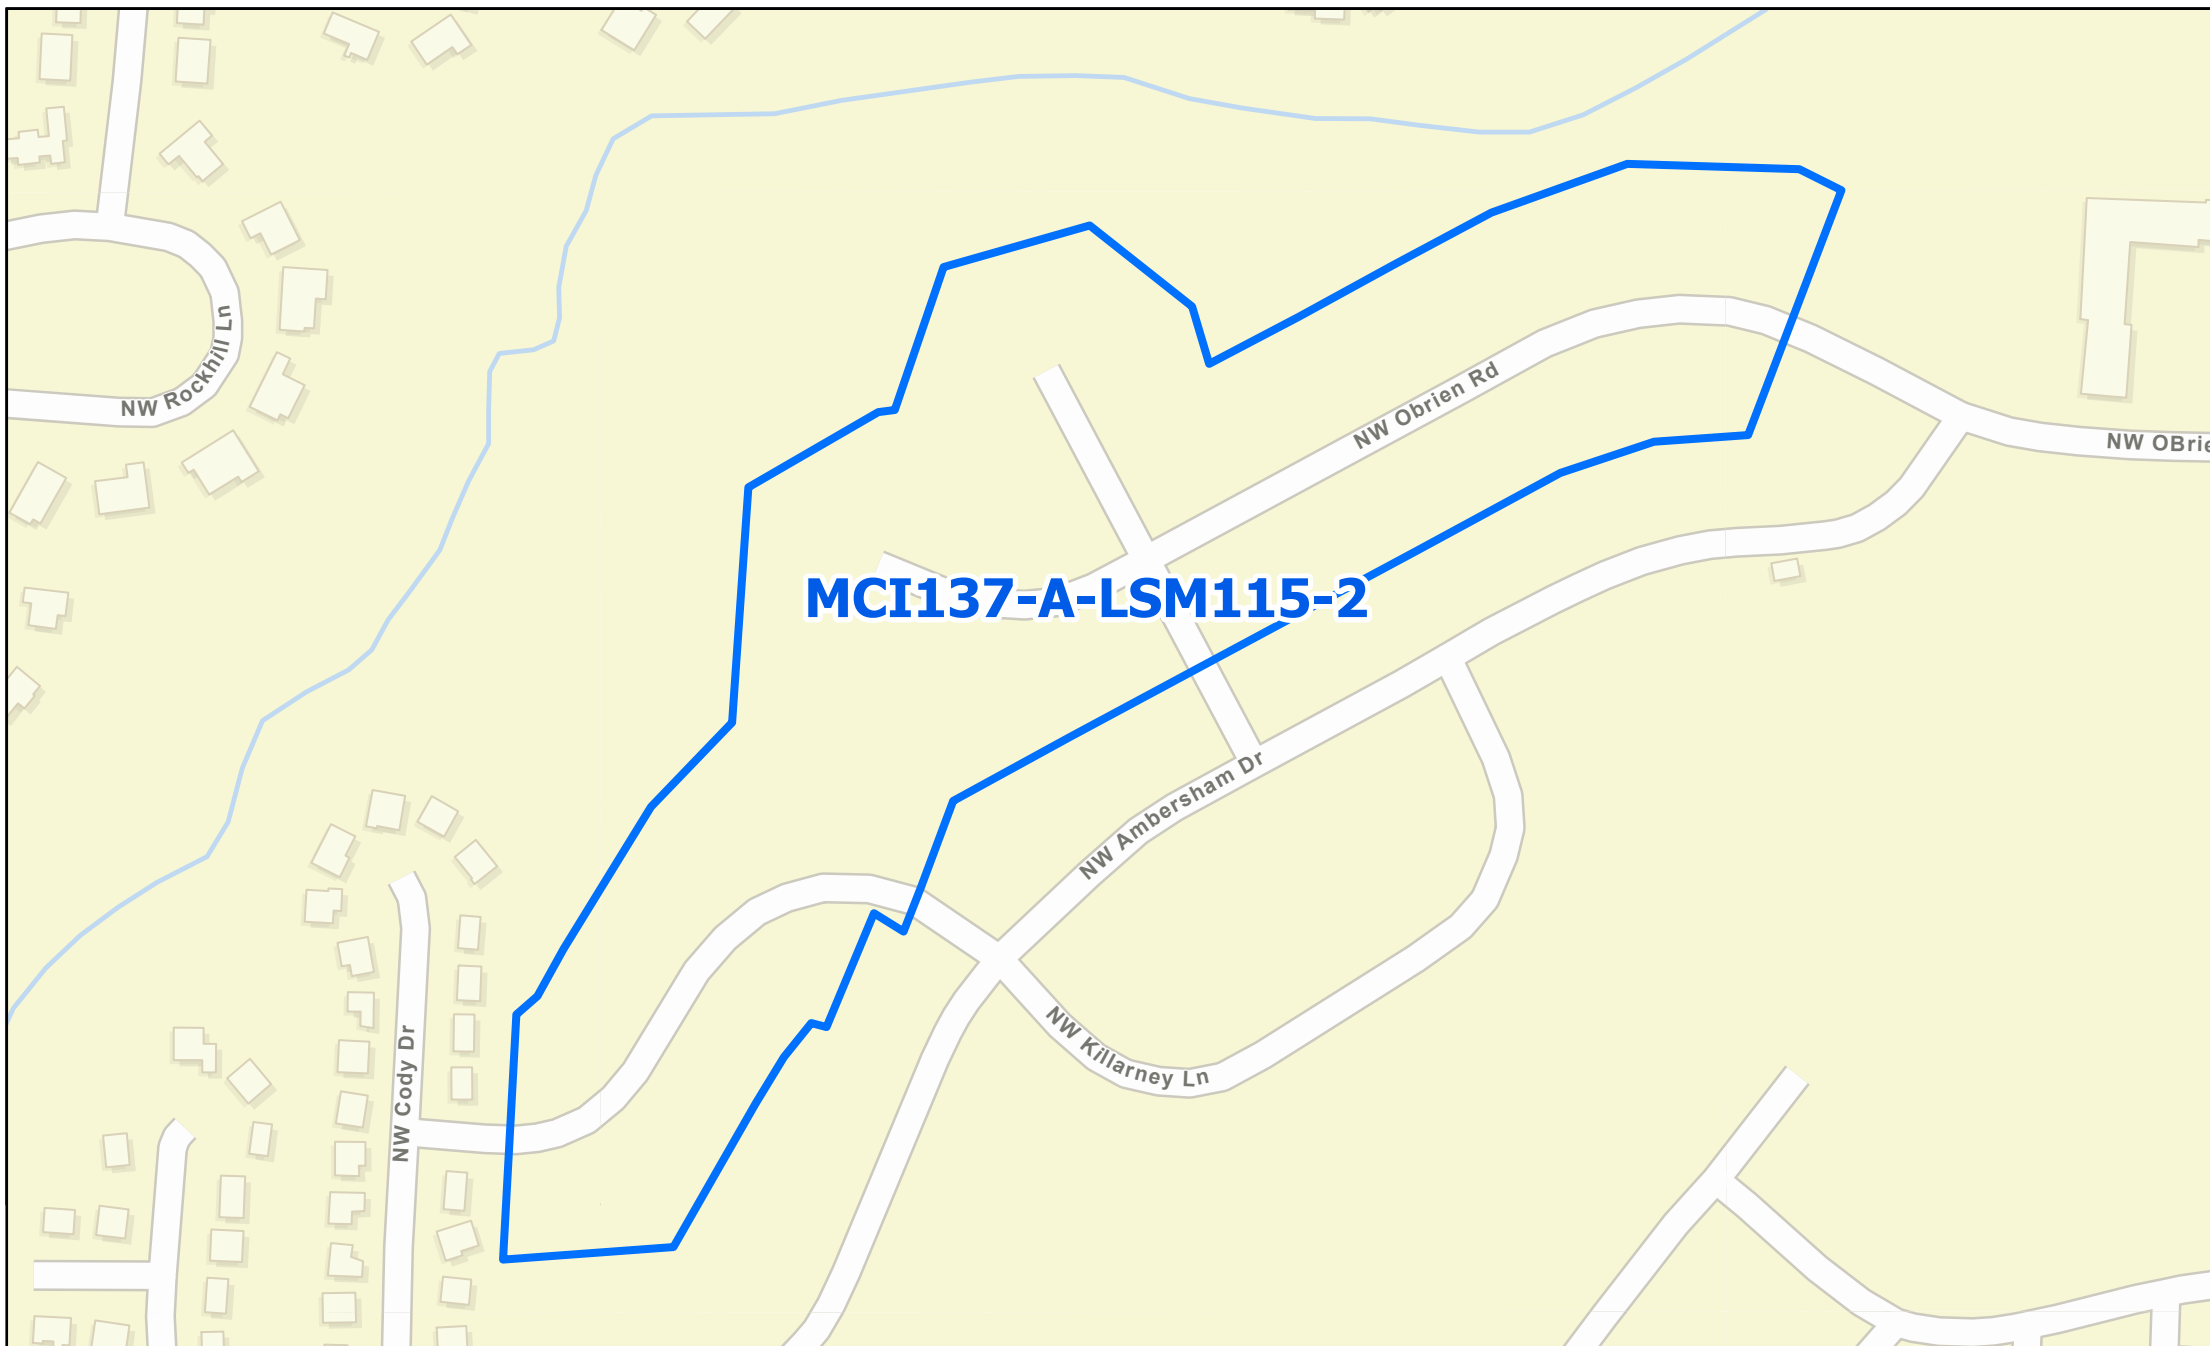 NW Rockhill Ln
NW Obrien Rd
NW OBrie
MCI137-A-LSM115-2
NW Ambersham Dr
NW Killarney Ln
NW Cody Dr